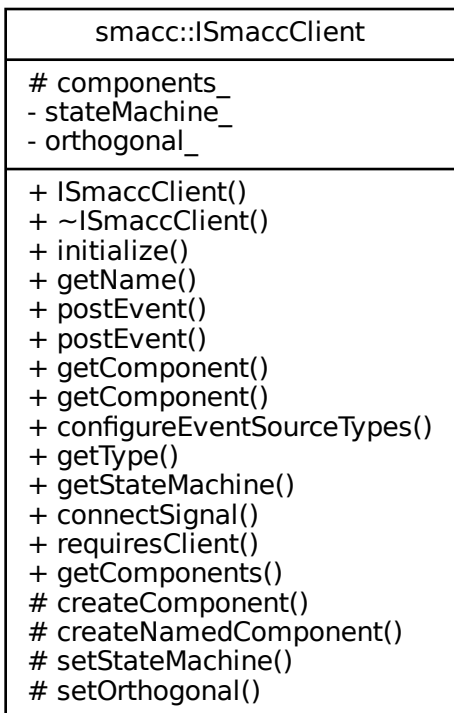 smacc::ISmaccClient
# components_
- stateMachine_
- orthogonal_
+ ISmaccClient()
+ ~ISmaccClient()
+ initialize()
+ getName()
+ postEvent()
+ postEvent()
+ getComponent()
+ getComponent()
+ configureEventSourceTypes()
+ getType()
+ getStateMachine()
+ connectSignal()
+ requiresClient()
+ getComponents()
# createComponent()
# createNamedComponent()
# setStateMachine()
# setOrthogonal()